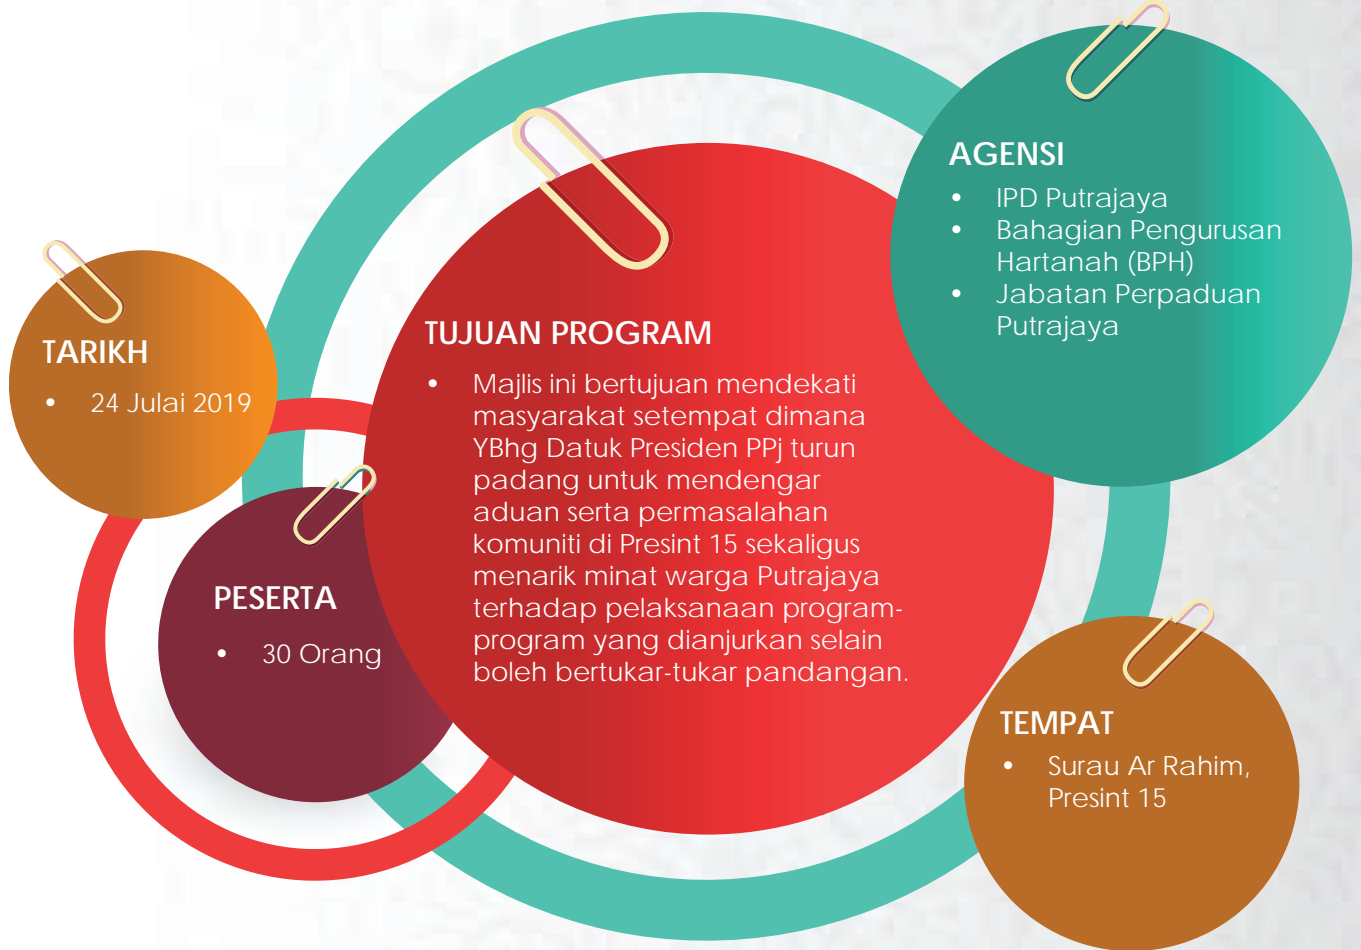 TARIKH
• 24 Julai 2019
PESERTA
• 30 Orang
TUJUAN PROGRAM
• Majlis ini bertujuan mendekati
masyarakat setempat dimana
YBhg Datuk Presiden PPj turun
padang untuk mendengar
aduan serta permasalahan
komuniti di Presint 15 sekaligus
menarik minat warga Putrajaya
terhadap pelaksanaan program-
program yang dianjurkan selain
boleh bertukar-tukar pandangan.
AGENSI
• IPD Putrajaya
• Bahagian Pengurusan
Hartanah (BPH)
• Jabatan Perpaduan
Putrajaya
TEMPAT
• Surau Ar Rahim,
Presint 15